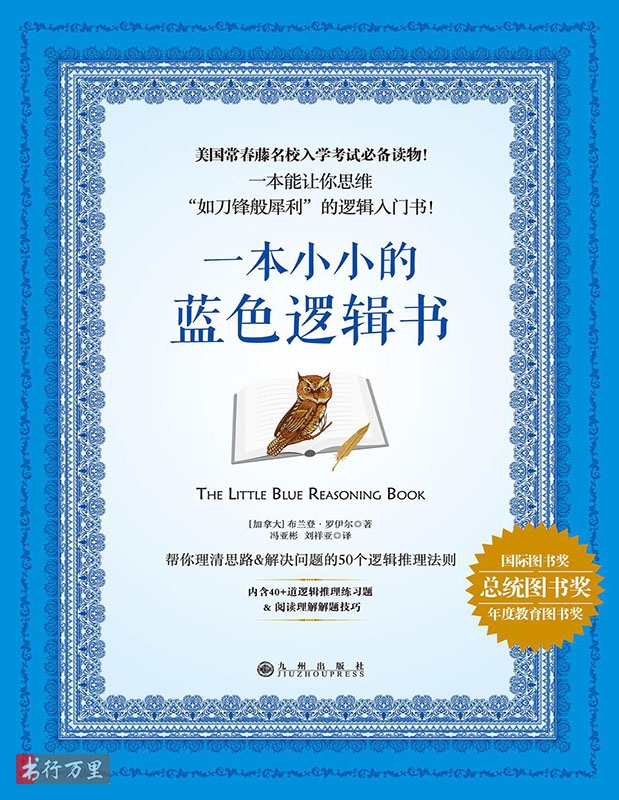 美国常春藤名校入学考试必备读物!
一本能让你思维
“如刀锋般犀利”的逻辑入门书!
一本小小的
蓝色逻辑书
THE LITTLE BLUE REASONING BOOK
[加拿大] 布兰登·罗伊尔◎著
冯亚彬 刘祥亚◎译
帮你理清思路&解决问题的50个逻辑推理法则
内含40+道逻辑推理练习题
& 阅读理解解题技巧
国际图书奖
总统图书奖
年度教育图书奖
九州出版社
JIUZHOUPRESS
书行万里